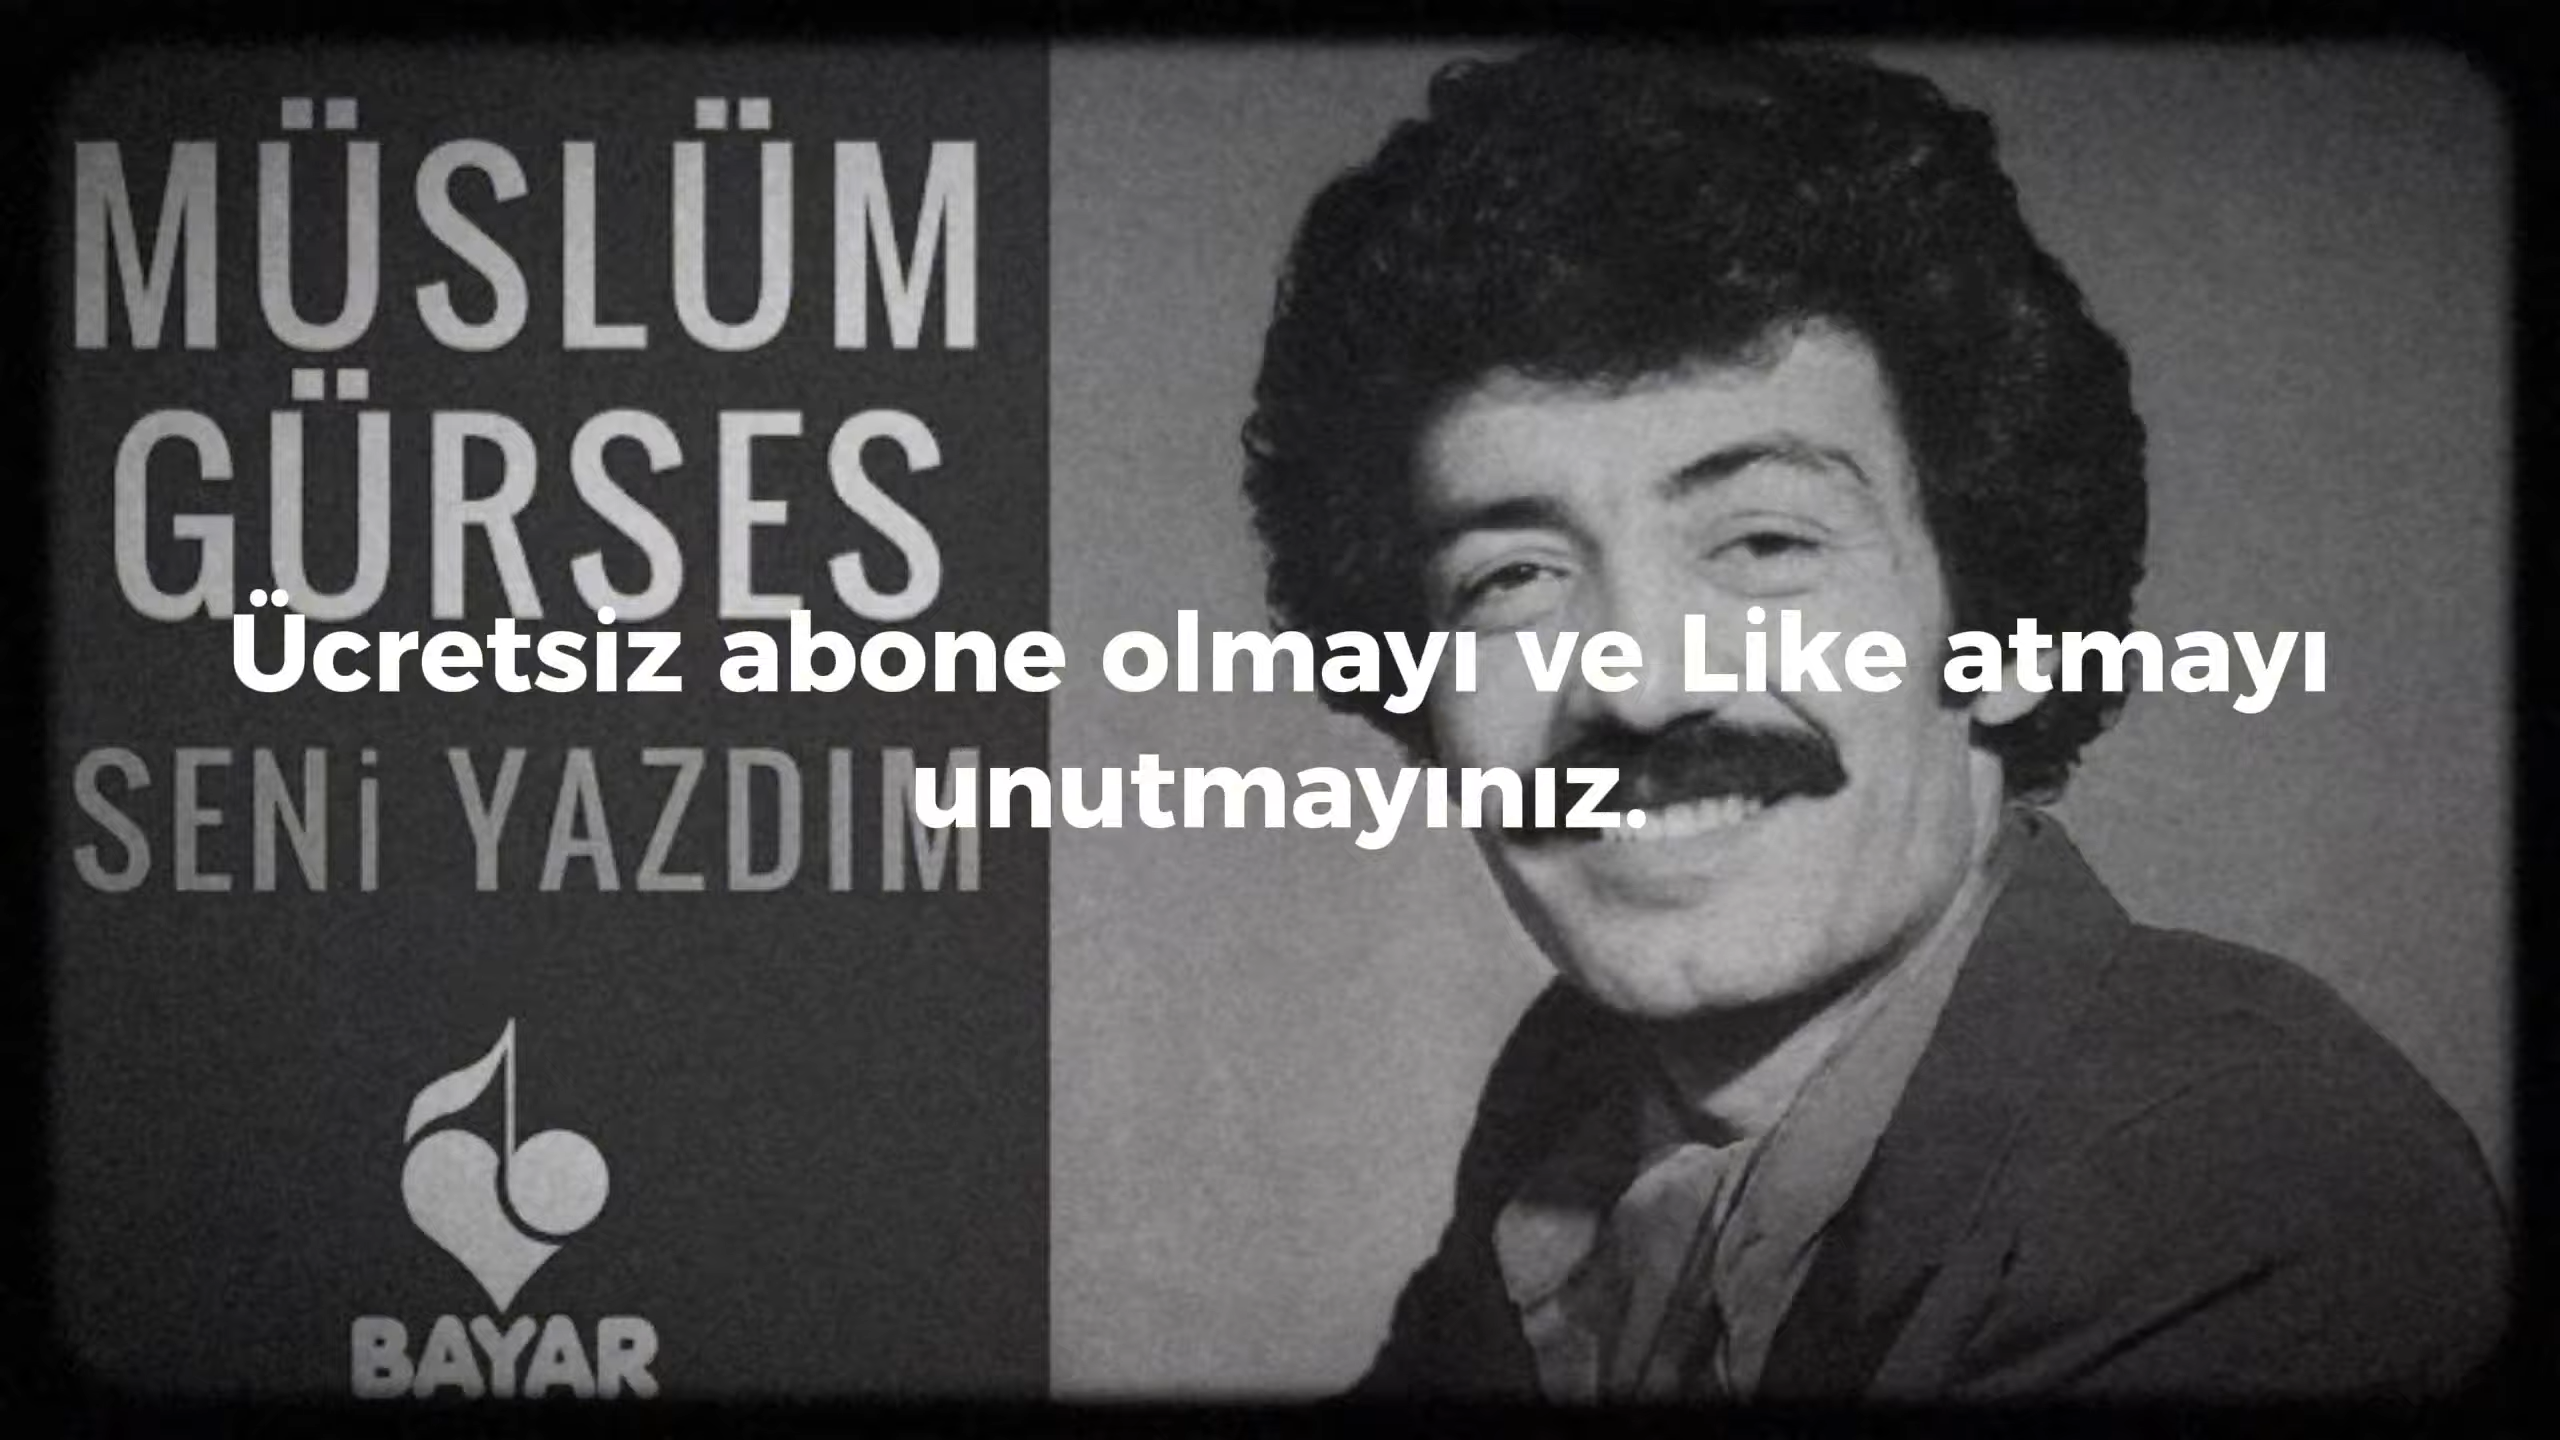 MÜSLÜM
GÜRSES
Ücretsiz abone olmayı ve Like atmayı
unutmayınız.
SENİ YAZDIM
BAYAR